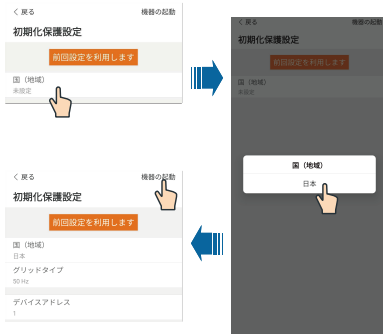 く 戻る
機器の起動
初期化保護設定
前回設定を利用します
国（地域）
未設定
く 戻る
機器の起動
初期化保護設定
前回設定を利用します
国（地域）
未設定
国（地域）
日本
く 戻る
機器の起動
初期化保護設定
前回設定を利用します
国（地域）
日本
グリッドタイプ
50 Hz
デバイスアドレス
1